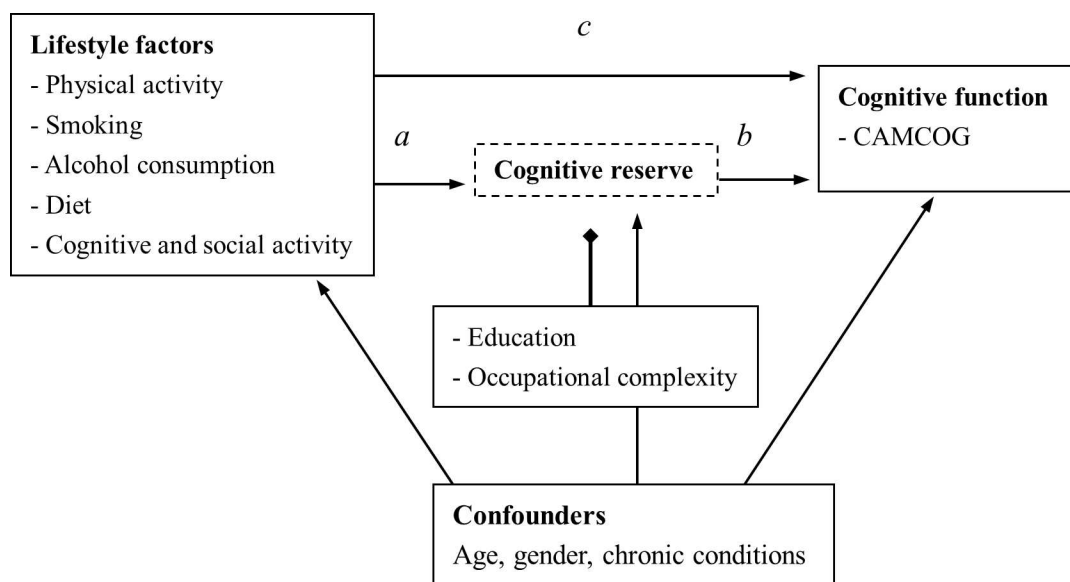 Lifestyle factors
- Physical activity
- Smoking
- Alcohol consumption
- Diet
- Cognitive and social activity
c
a
Cognitive reserve
b
Cognitive function
- CAMCOG
- Education
- Occupational complexity
Confounders
Age, gender, chronic conditions